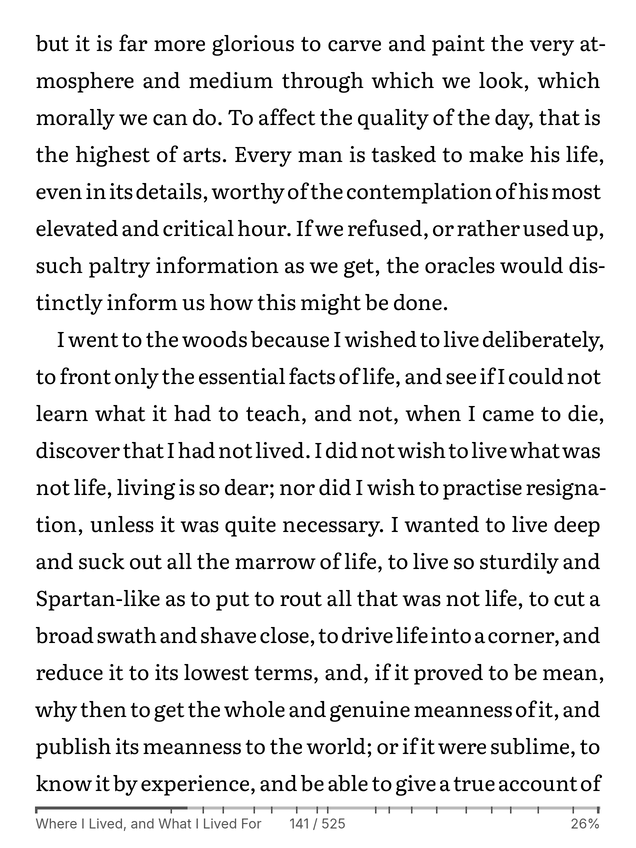 but it is far more glorious to carve and paint the very at-
mosphere and medium through which we look, which
morally we can do. To affect the quality of the day, that is
the highest of arts. Every man is tasked to make his life,
even in its details, worthy of the contemplation of his most
elevated and critical hour. If we refused, or rather used up,
such paltry information as we get, the oracles would dis-
tinctly inform us how this might be done.
I went to the woods because I wished to live deliberately,
to front only the essential facts of life, and see if I could not
learn what it had to teach, and not, when I came to die,
discover that I had not lived. I did not wish to live what was
not life, living is so dear; nor did I wish to practise resigna-
tion, unless it was quite necessary. I wanted to live deep
and suck out all the marrow of life, to live so sturdily and
Spartan-like as to put to rout all that was not life, to cut a
broad swath and shave close, to drive life into a corner, and
reduce it to its lowest terms, and, if it proved to be mean,
why then to get the whole and genuine meanness of it, and
publish its meanness to the world; or if it were sublime, to
know it by experience, and be able to give a true account of
Where I Lived, and What I Lived For 141 / 525 26%